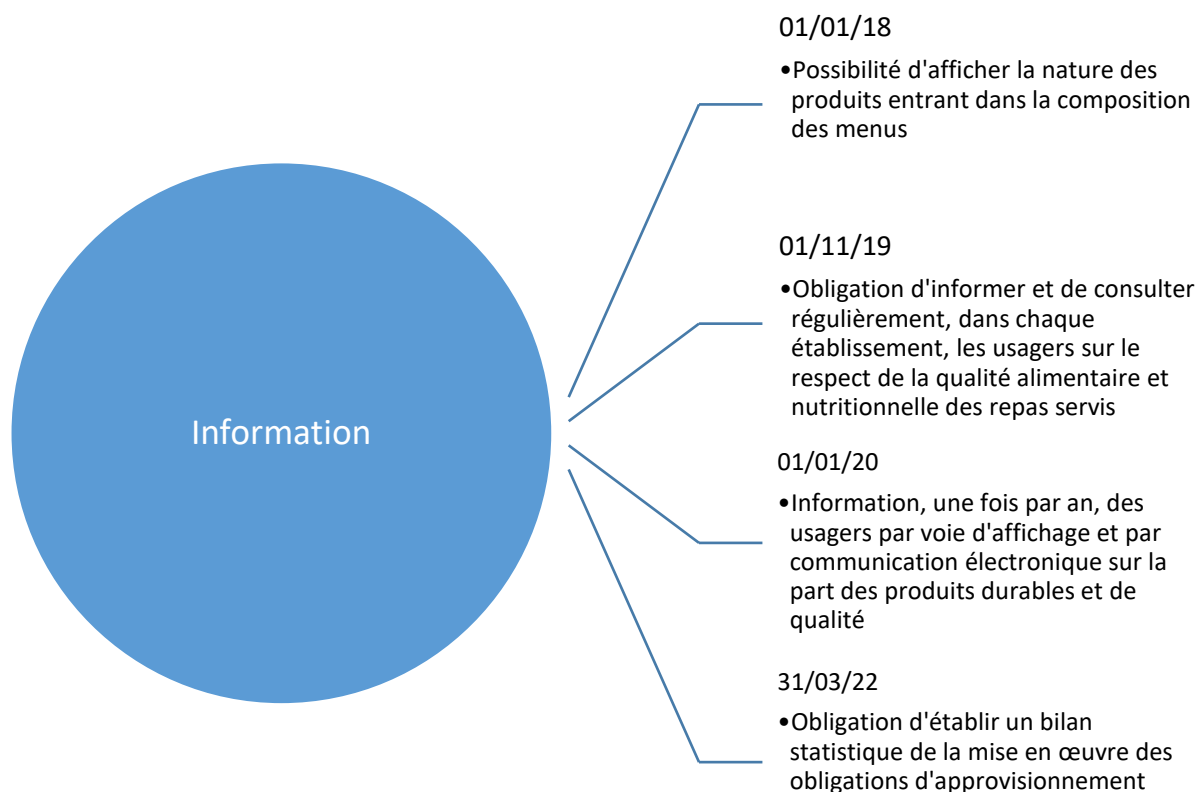 01/01/18
•Possibilité d'afficher la nature des
produits entrant dans la composition
des menus
01/11/19
•Obligation d'informer et de consulter
régulièrement, dans chaque
établissement, les usagers sur le
respect de la qualité alimentaire et
nutritionnelle des repas servis
Information
01/01/20
•Information, une fois par an, des
usagers par voie d'affichage et par
communication électronique sur la
part des produits durables et de
qualité
31/03/22
•Obligation d'établir un bilan
statistique de la mise en œuvre des
obligations d'approvisionnement